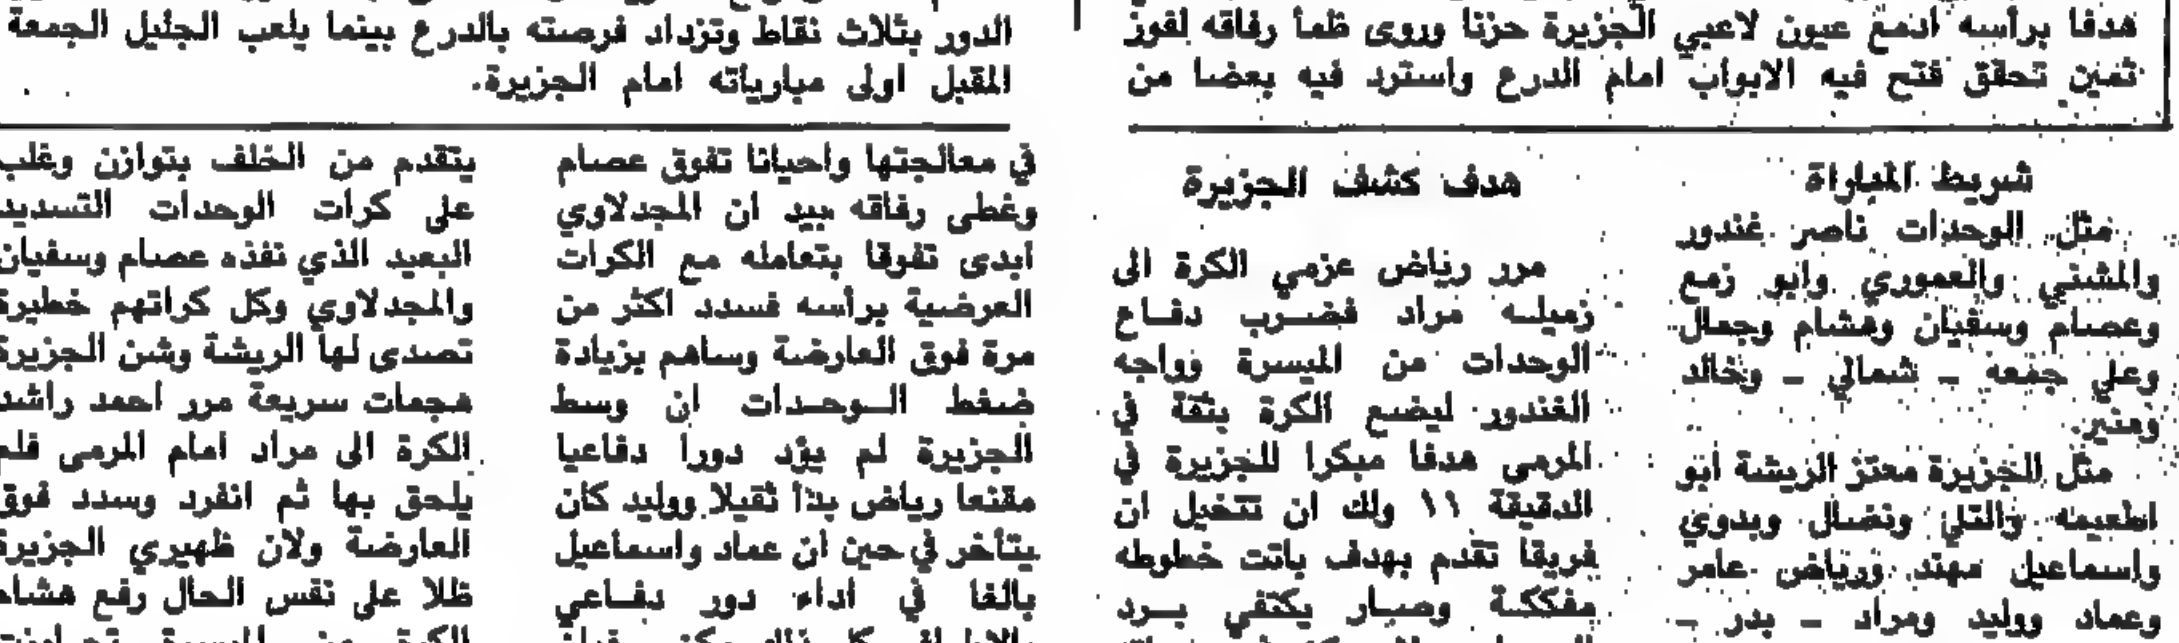 هدفا برأسه ادمع عيون لاعبي الجزيرة حزنا وروى ظمأ رفاقه لفوز
ثمين تحقق فتح فيه الابواب امام الدرع واسترد فيه بعضا من
الدور بثلاث نقاط وتزداد فرصته بالدرع بينما يلعب الجليل الجمعة
المقبل اولى مبارياته امام الجزيرة.
شريط المباراة
مثل الوحدات ناصر غندور
والمشني والعموري وابو زمع
وعصام وسفيان وهشام وجمال
وعلي جمعه ـ شمالي ـ وخالد
ومنير.
مثل الجزيرة معتز الريشة ابو
اطعيمه والتلي ونضال وبدوي
واسماعيل مهند ورياض عامر
وعماد ووليد ومراد ـ بدر ـ
هدف كشف الجزيرة
مرر رياض عزمي الكرة الى
زميله مراد فضرب دفاع
الوحدات من الميسرة وواجه
الغندور ليضع الكرة بثقة في
المرمى هدفا مبكرا للجزيرة في
الدقيقة ١١ ولك ان تتخيل ان
فريقا تقدم بهدف باتت خطوطه
مفككة وصار يكتفي برد
في معالجتها واحيانا تفوق عصام
وغطى رفاقه بيد ان المجدلاوي
ابدى تفوقا بتعامله مع الكرات
العرضية برأسه فسدد اكثر من
مرة فوق العارضة وساهم بزيادة
ضغط الوحدات ان وسط
الجزيرة لم يؤد دورا دفاعيا
مقنعا رياض بدأ ثقيلا ووليد كان
يتأخر في حين ان عماد واسماعيل
بالغا في اداء دور دفاعي
يتقدم من الخلف بتوازن وغلب
على كرات الوحدات التسديد
البعيد الذي نفذه عصام وسفيان
والمجدلاوي وكل كراتهم خطيرة
تصدى لها الريشة وشن الجزيرة
هجمات سريعة مرر احمد راشد
الكرة الى مراد امام المرمى فلم
يلحق بها ثم انفرد وسدد فوق
العارضة ولان ظهيري الجزيرة
ظلا على نفس الحال رفع هشام